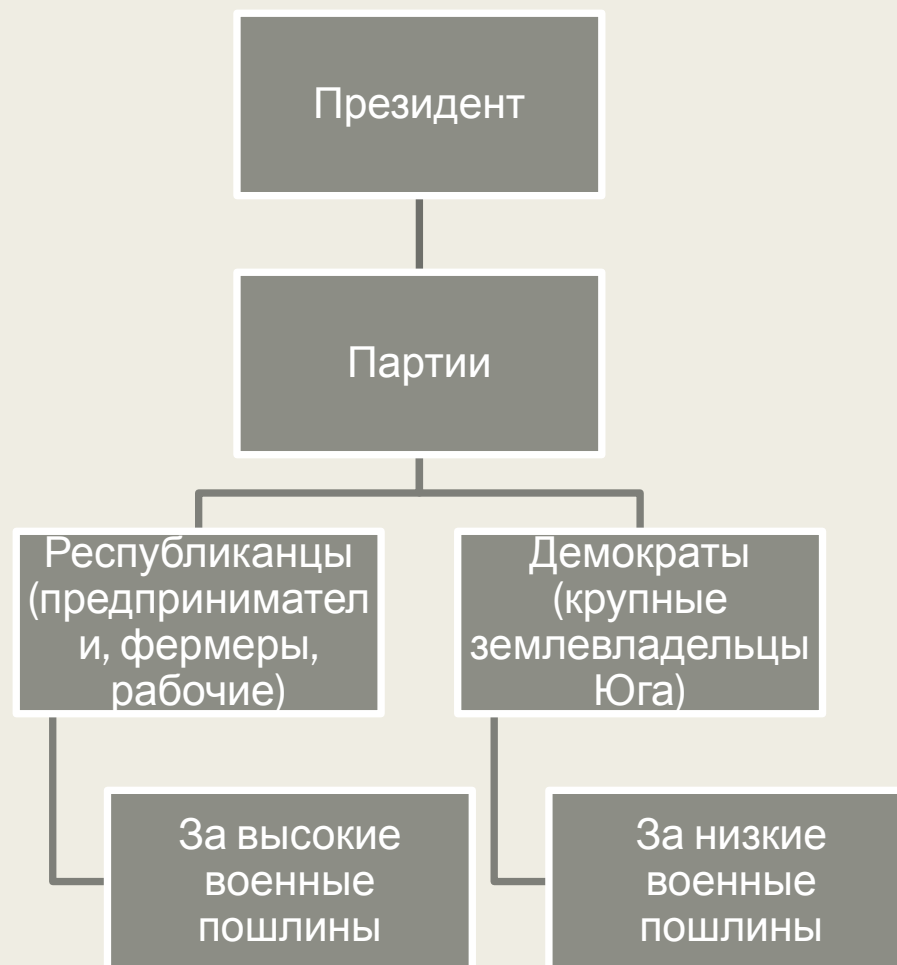 Президент
Партии
Республиканцы
(предпринимател
и, фермеры,
рабочие)
Демократы
(крупные
землевладельцы
Юга)
За высокие
военные
пошлины
За низкие
военные
пошлины